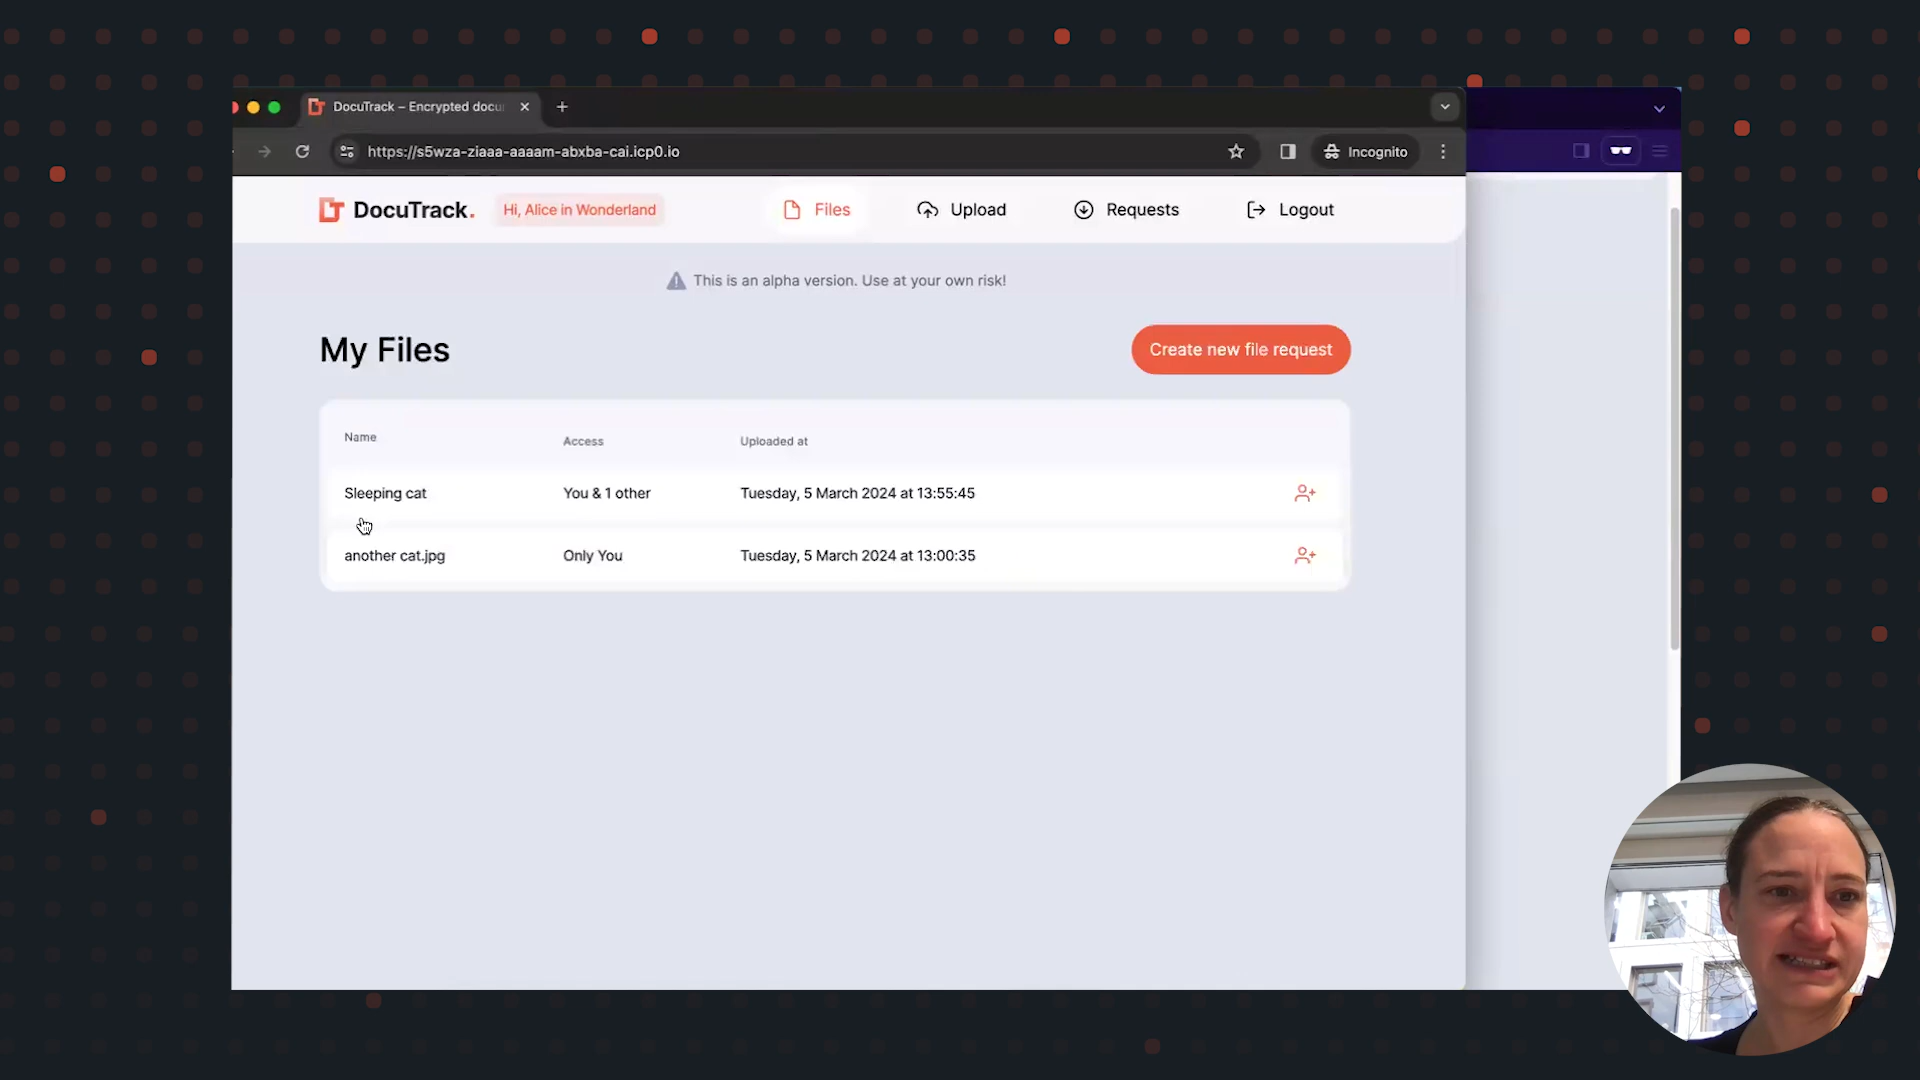 DocuTrack – Encrypted docu
https://s5wza-ziaaa-aaaam-abxba-cai.icp0.io
Incognito
DocuTrack.
Hi, Alice in Wonderland
Files
Upload
Requests
Logout
This is an alpha version. Use at your own risk!
My Files
Create new file request
Name
Access
Uploaded at
Sleeping cat
You & 1 other
Tuesday, 5 March 2024 at 13:55:45
another cat.jpg
Only You
Tuesday, 5 March 2024 at 13:00:35